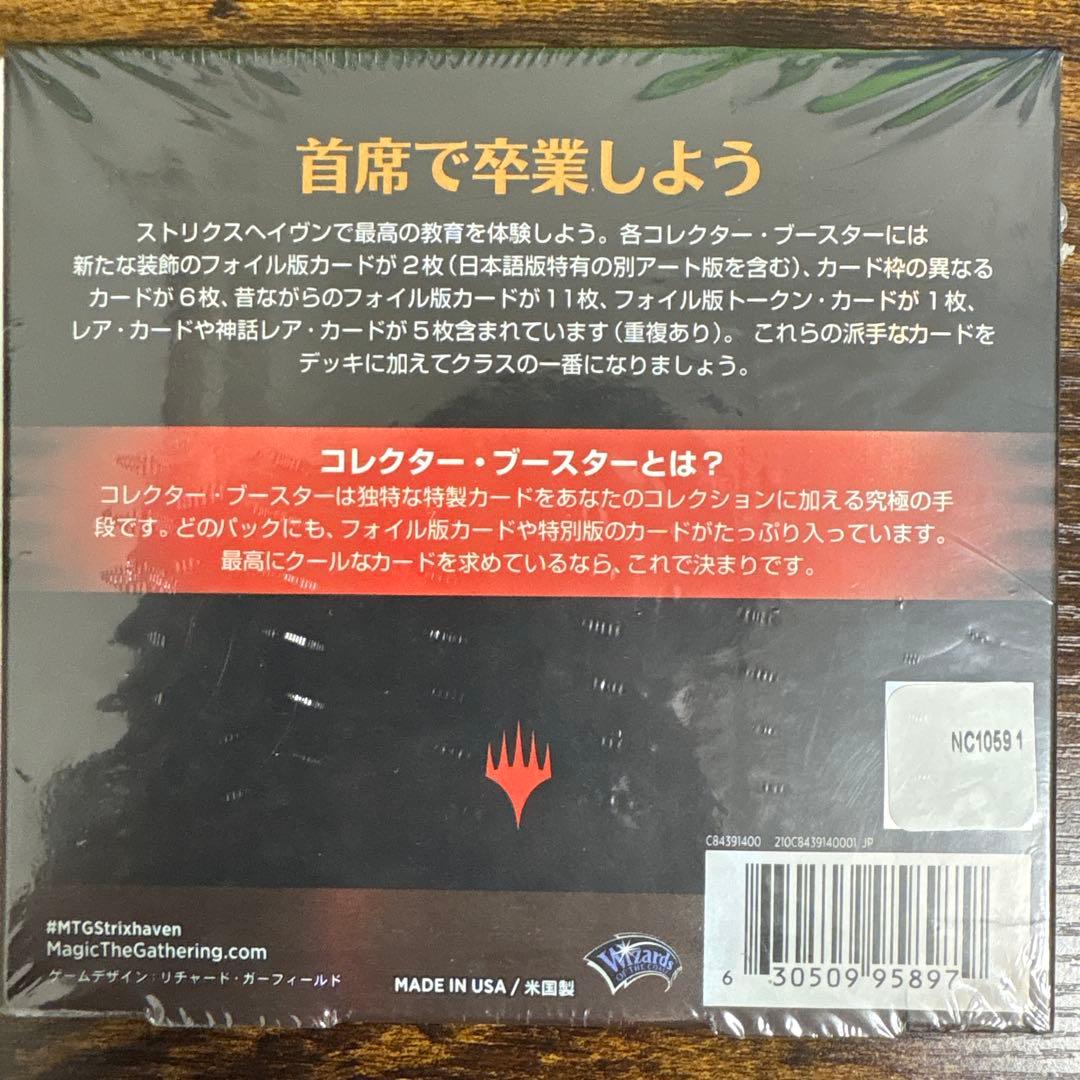 首席で卒業しよう
ストリクスヘイヴンで最高の教育を体験しよう。各コレクター・ブースターには
新たな装飾のフォイル版カードが2枚(日本語版特有の別アート版を含む)、カード枠の異なる
カードが6枚、昔ながらのフォイル版カードが11枚、フォイル版トークン・カードが1枚、
レア・カードや神話レア・カードが5枚含まれています(重複あり)。 これらの派手なカードを
デッキに加えてクラスの一番になりましょう。
コレクター・ブースターとは?
コレクター・ブースターは独特な特製カードをあなたのコレクションに加える究極の手
段です。どのパックにも、フォイル版カードや特別版のカードがたっぷり入っています。
最高にクールなカードを求めているなら、これで決まりです。
NC10591
C84391400 210C8439140001 JP
#MTGStrixhaven
MagicTheGathering.com
ゲームデザイン:リチャード・ガーフィールド
MADE IN USA / 米国製
Wizards
OF THE COAST
6 30509 95897 4